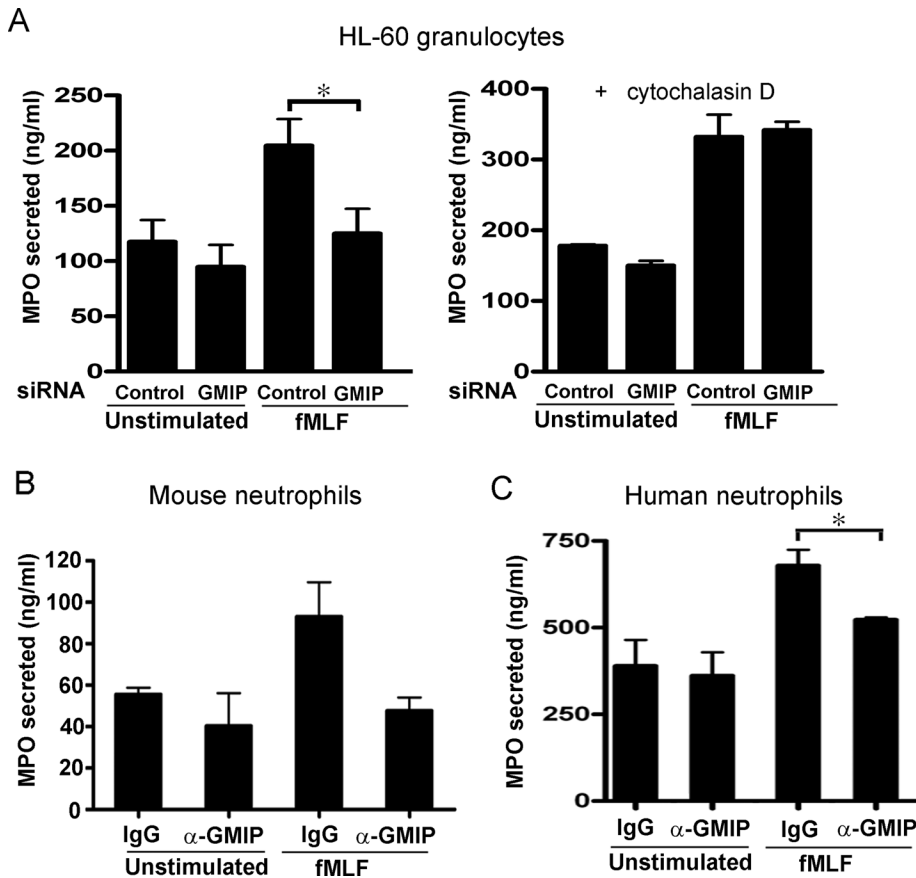 A
HL-60 granulocytes
MPO secreted (ng/ml)
250
200
150
100
50
0
*
siRNA
Control GMIP Control GMIP
Unstimulated fMLF
MPO secreted (ng/ml)
400
300
200
100
0
+ cytochalasin D
siRNA
Control GMIP Control GMIP
Unstimulated fMLF
B
Mouse neutrophils
MPO secreted (ng/ml)
120
100
80
60
40
20
0
IgG α-GMIP IgG α-GMIP
Unstimulated fMLF
C
Human neutrophils
MPO secreted (ng/ml)
750
500
250
0
*
IgG α-GMIP IgG α-GMIP
Unstimulated fMLF